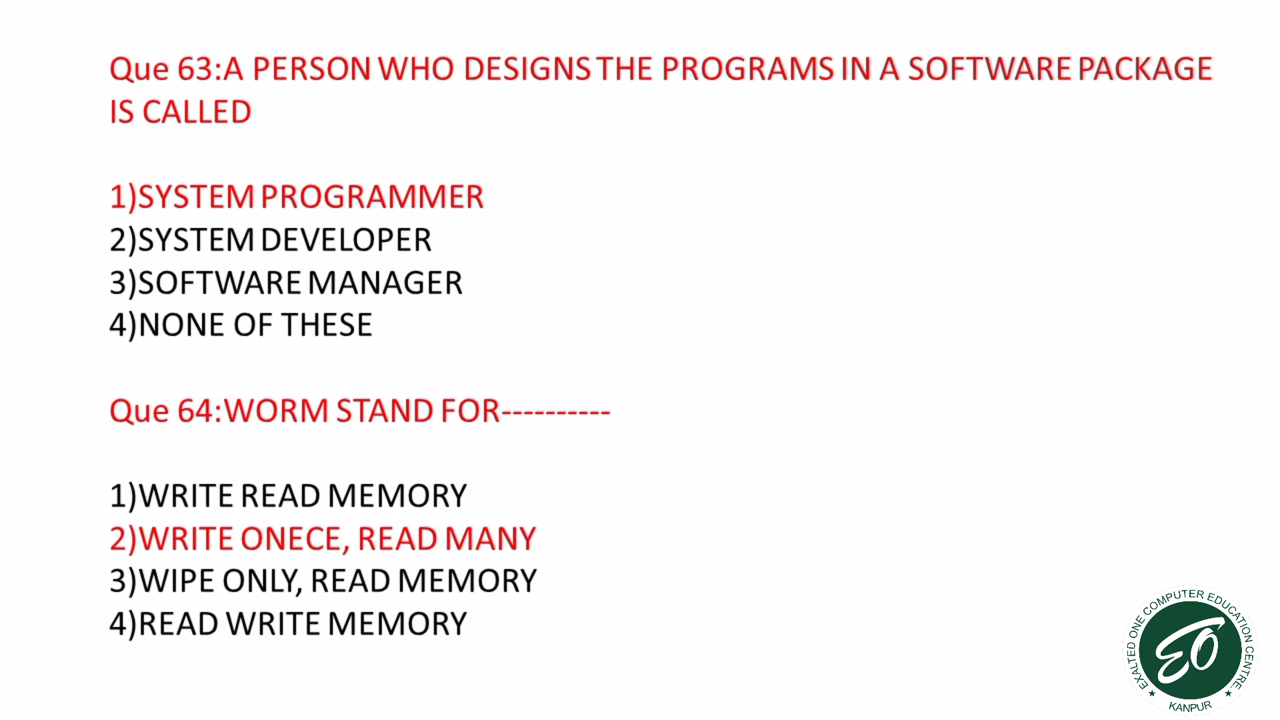 Que 63:A PERSON WHO DESIGNS THE PROGRAMS IN A SOFTWARE PACKAGE
IS CALLED
1)SYSTEM PROGRAMMER
2)SYSTEM DEVELOPER
3)SOFTWARE MANAGER
4)NONE OF THESE
Que 64:WORM STAND FOR----------
1)WRITE READ MEMORY
2)WRITE ONECE, READ MANY
3)WIPE ONLY, READ MEMORY
4)READ WRITE MEMORY
EXALTED ONE COMPUTER EDUCATION CENTRE,
EO
KANPUR